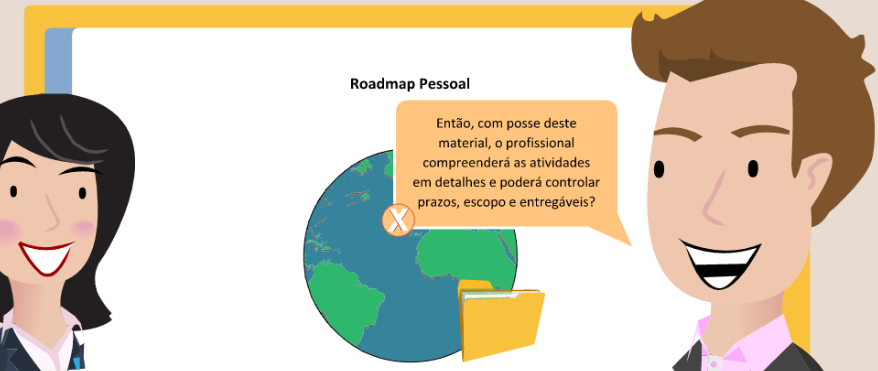 Roadmap Pessoal
Então, com posse deste
material, o profissional
compreenderá as atividades
em detalhes e poderá controlar
prazos, escopo e entregáveis?
X